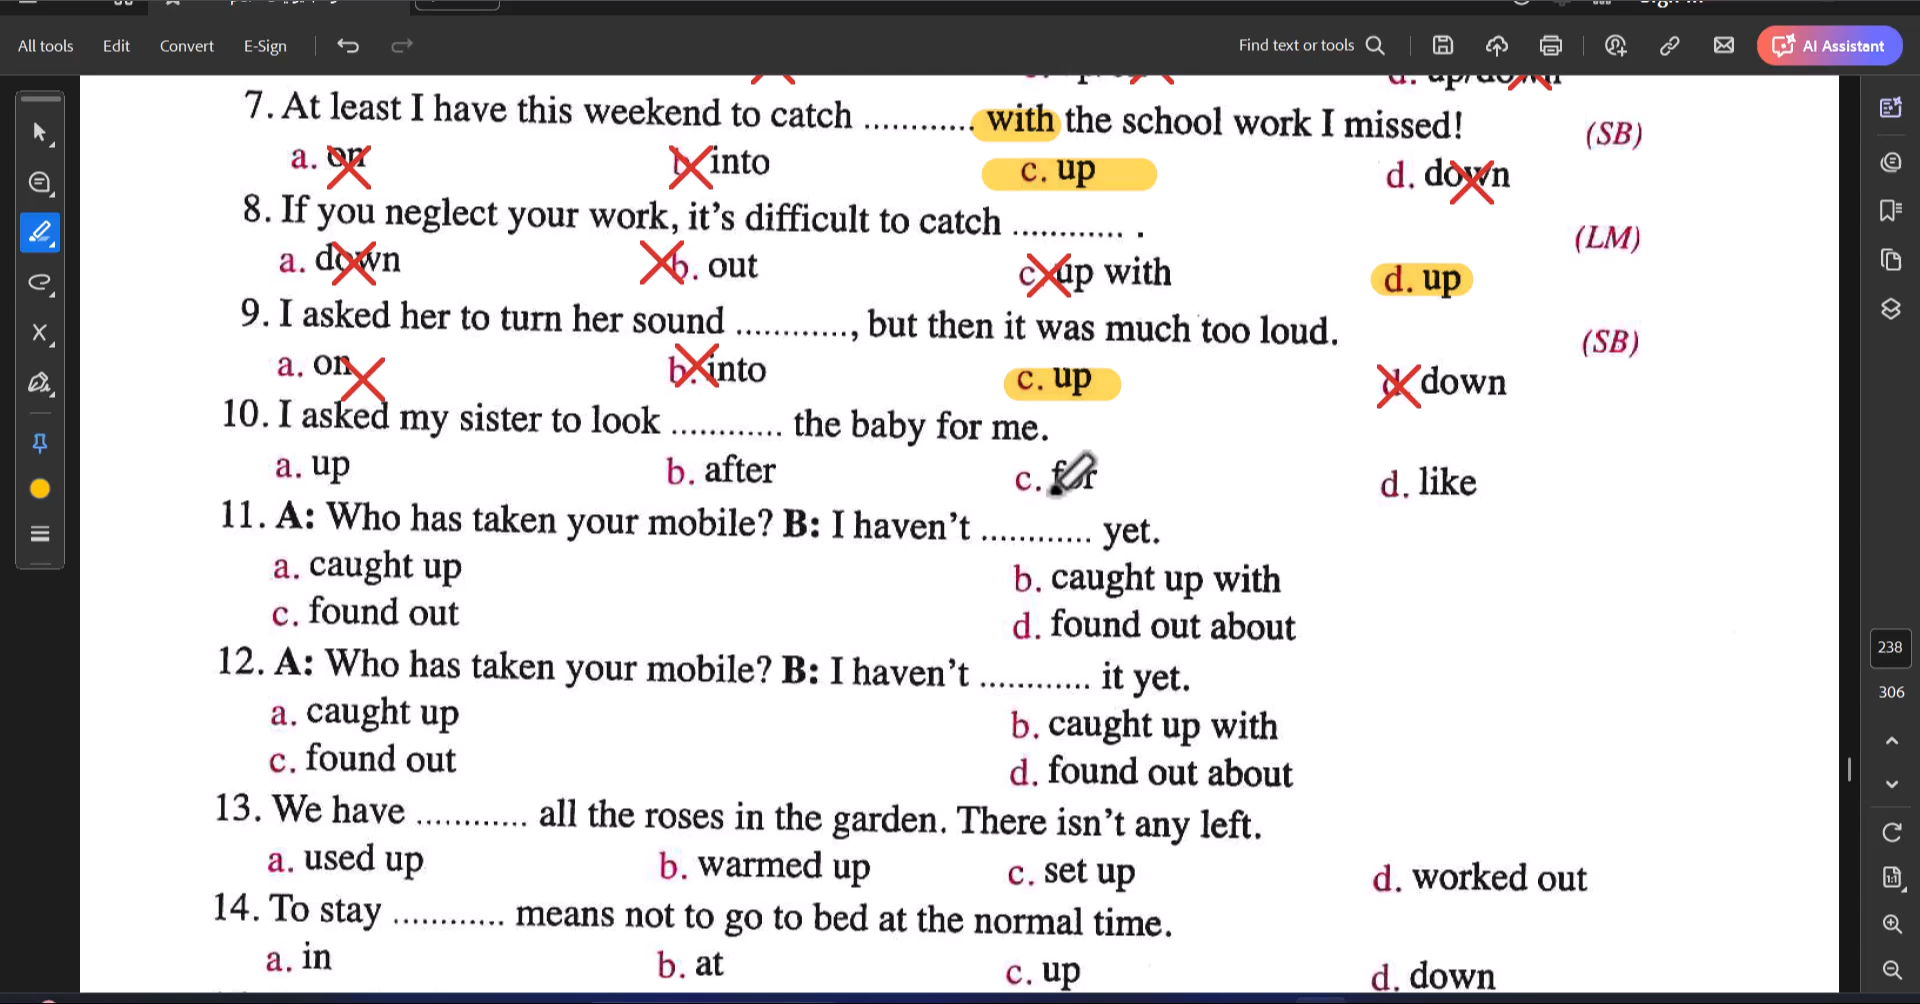 All tools Edit Convert E-Sign Find text or tools AI Assistant
7. At least I have this weekend to catch ............ with the school work I missed! (SB)
a. on b. into c. up d. down
8. If you neglect your work, it's difficult to catch ............ . (LM)
a. down b. out c. up with d. up
9. I asked her to turn her sound ............, but then it was much too loud. (SB)
a. on b. into c. up d. down
10. I asked my sister to look ............ the baby for me.
a. up b. after c. for d. like
11. A: Who has taken your mobile? B: I haven't ............ yet.
a. caught up b. caught up with
c. found out d. found out about
12. A: Who has taken your mobile? B: I haven't ............ it yet.
a. caught up b. caught up with
c. found out d. found out about
13. We have ............ all the roses in the garden. There isn't any left.
a. used up b. warmed up c. set up d. worked out
14. To stay ............ means not to go to bed at the normal time.
a. in b. at c. up d. down
238
306